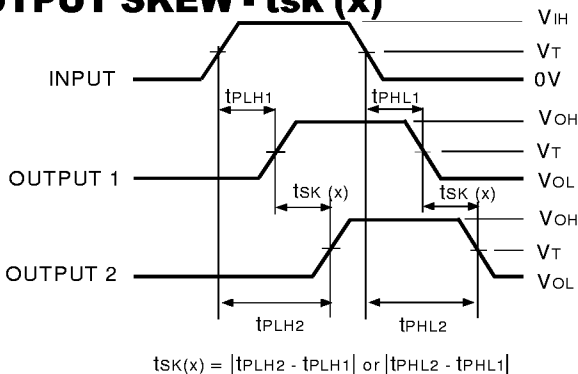 OUTPUT SKEW - tsk (x)
VIH
VT
INPUT
0V
tPLH1
tPHL1
VOH
VT
OUTPUT 1
tSK (x)
tSK (x)
VOL
VOH
VT
OUTPUT 2
VOL
tPLH2
tPHL2
tSK(x) = |tPLH2 - tPLH1| or |tPHL2 - tPHL1|